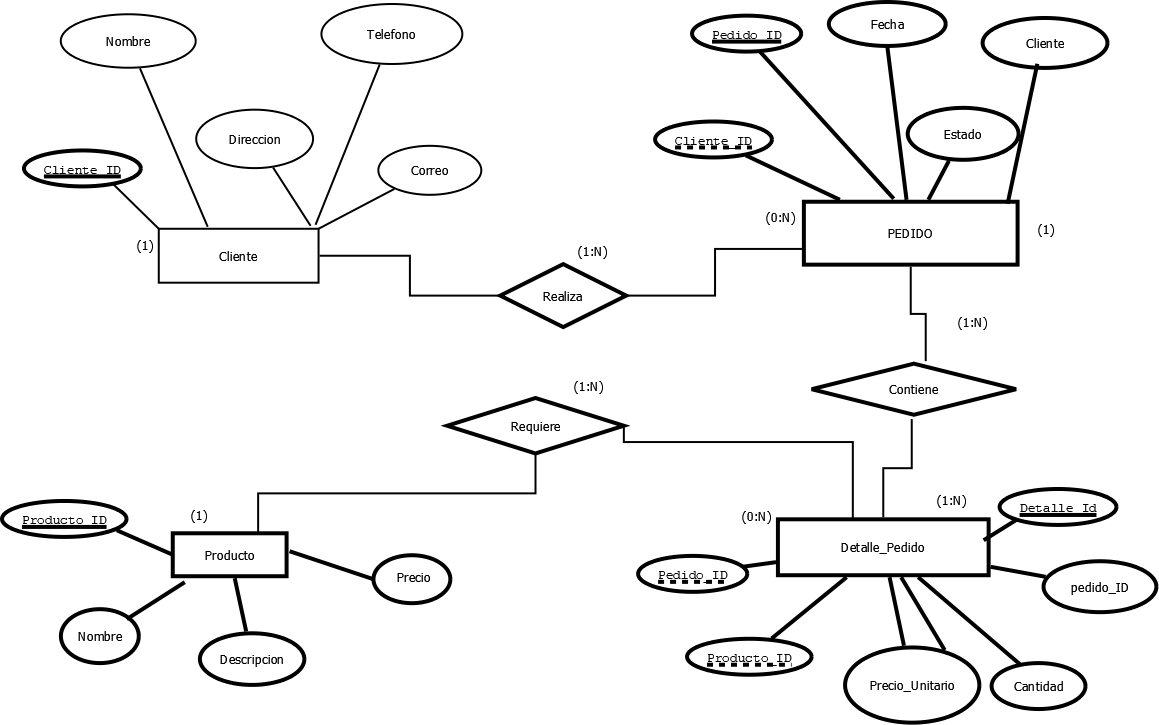 Nombre
Telefono
Direccion
Cliente_ID
Correo
(1)
Cliente
(1:N)
Realiza
Pedido_ID
Fecha
Cliente
Cliente_ID
Estado
(0:N)
PEDIDO
(1)
(1:N)
Contiene
(1:N)
Requiere
Producto_ID
(1)
Producto
Precio
Nombre
Descripcion
(1:N)
(0:N)
Detalle_Id
Detalle_Pedido
Pedido_ID
pedido_ID
Producto_ID
Precio_Unitario
Cantidad